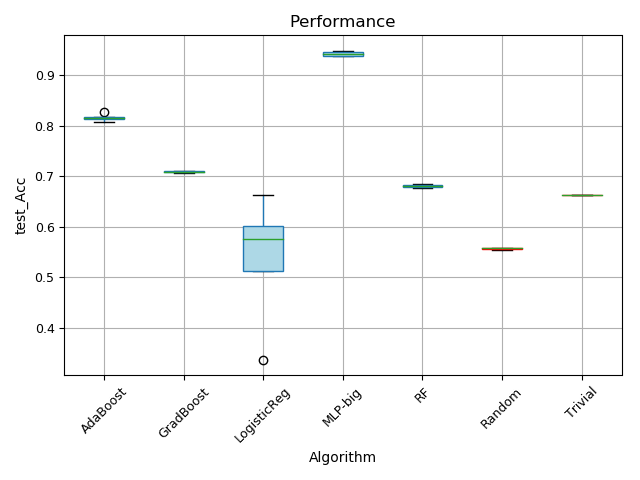 Performance
test_Acc
0.9
0.8
0.7
0.6
0.5
0.4
AdaBoost
GradBoost
LogisticReg
MLP-big
RF
Random
Trivial
Algorithm